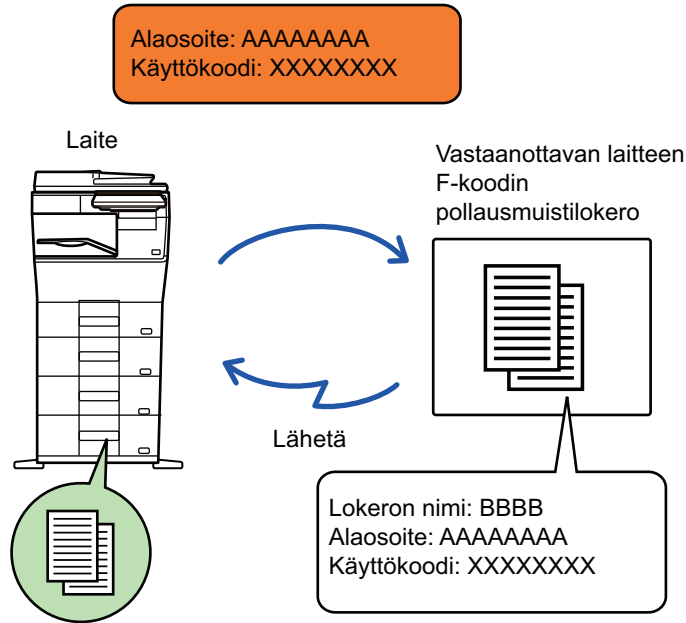 Alaosoite: AAAAAAAA
Käyttökoodi: XXXXXXXX
Laite
Vastaanottavan laitteen
F-koodin
pollausmuistilokero
Lähetä
Lokeron nimi: BBBB
Alaosoite: AAAAAAAA
Käyttökoodi: XXXXXXXX